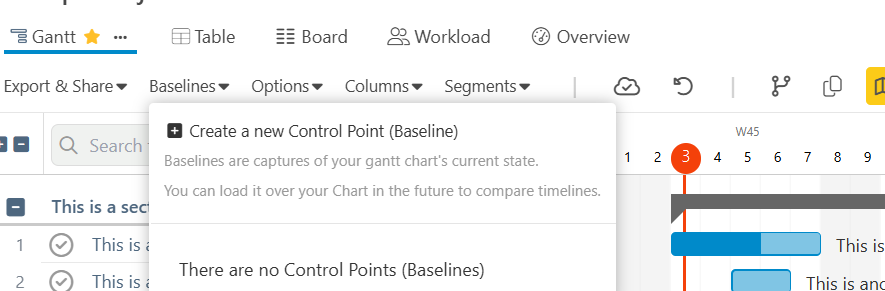 Gantt ... Table Board Workload Overview
Export & Share Baselines Options Columns Segments
Create a new Control Point (Baseline)
W45
Search
1 2 3 4 5 6 7 8 9
Baselines are captures of your gantt chart's current state.
You can load it over your Chart in the future to compare timelines.
This is a sec
1 This is a This is
There are no Control Points (Baselines)
2 This is a This is ano